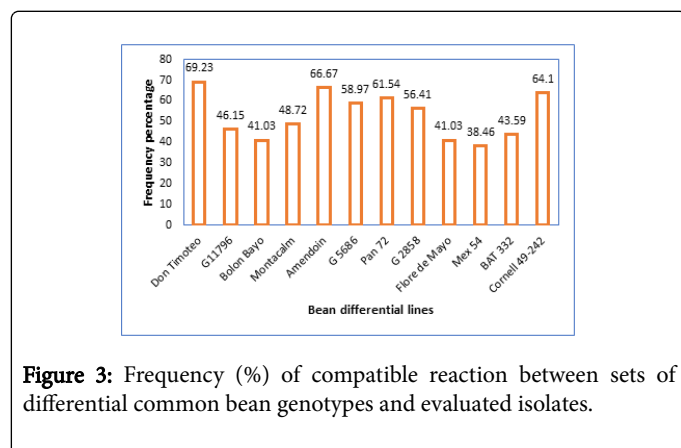 80
70
60
50
40
30
20
10
0
Frequency percentage
69.23
46.15
41.03
48.72
66.67
58.97
61.54
56.41
41.03
38.46
43.59
64.1
Don Timoteo
G11796
Bolon Bayo
Montacalm
Amendoin
G 5686
Pan 72
G 2858
Flore de Mayo
Mex 54
BAT 332
Cornell 49-242
Bean differential lines
Figure 3: Frequency (%) of compatible reaction between sets of
differential common bean genotypes and evaluated isolates.